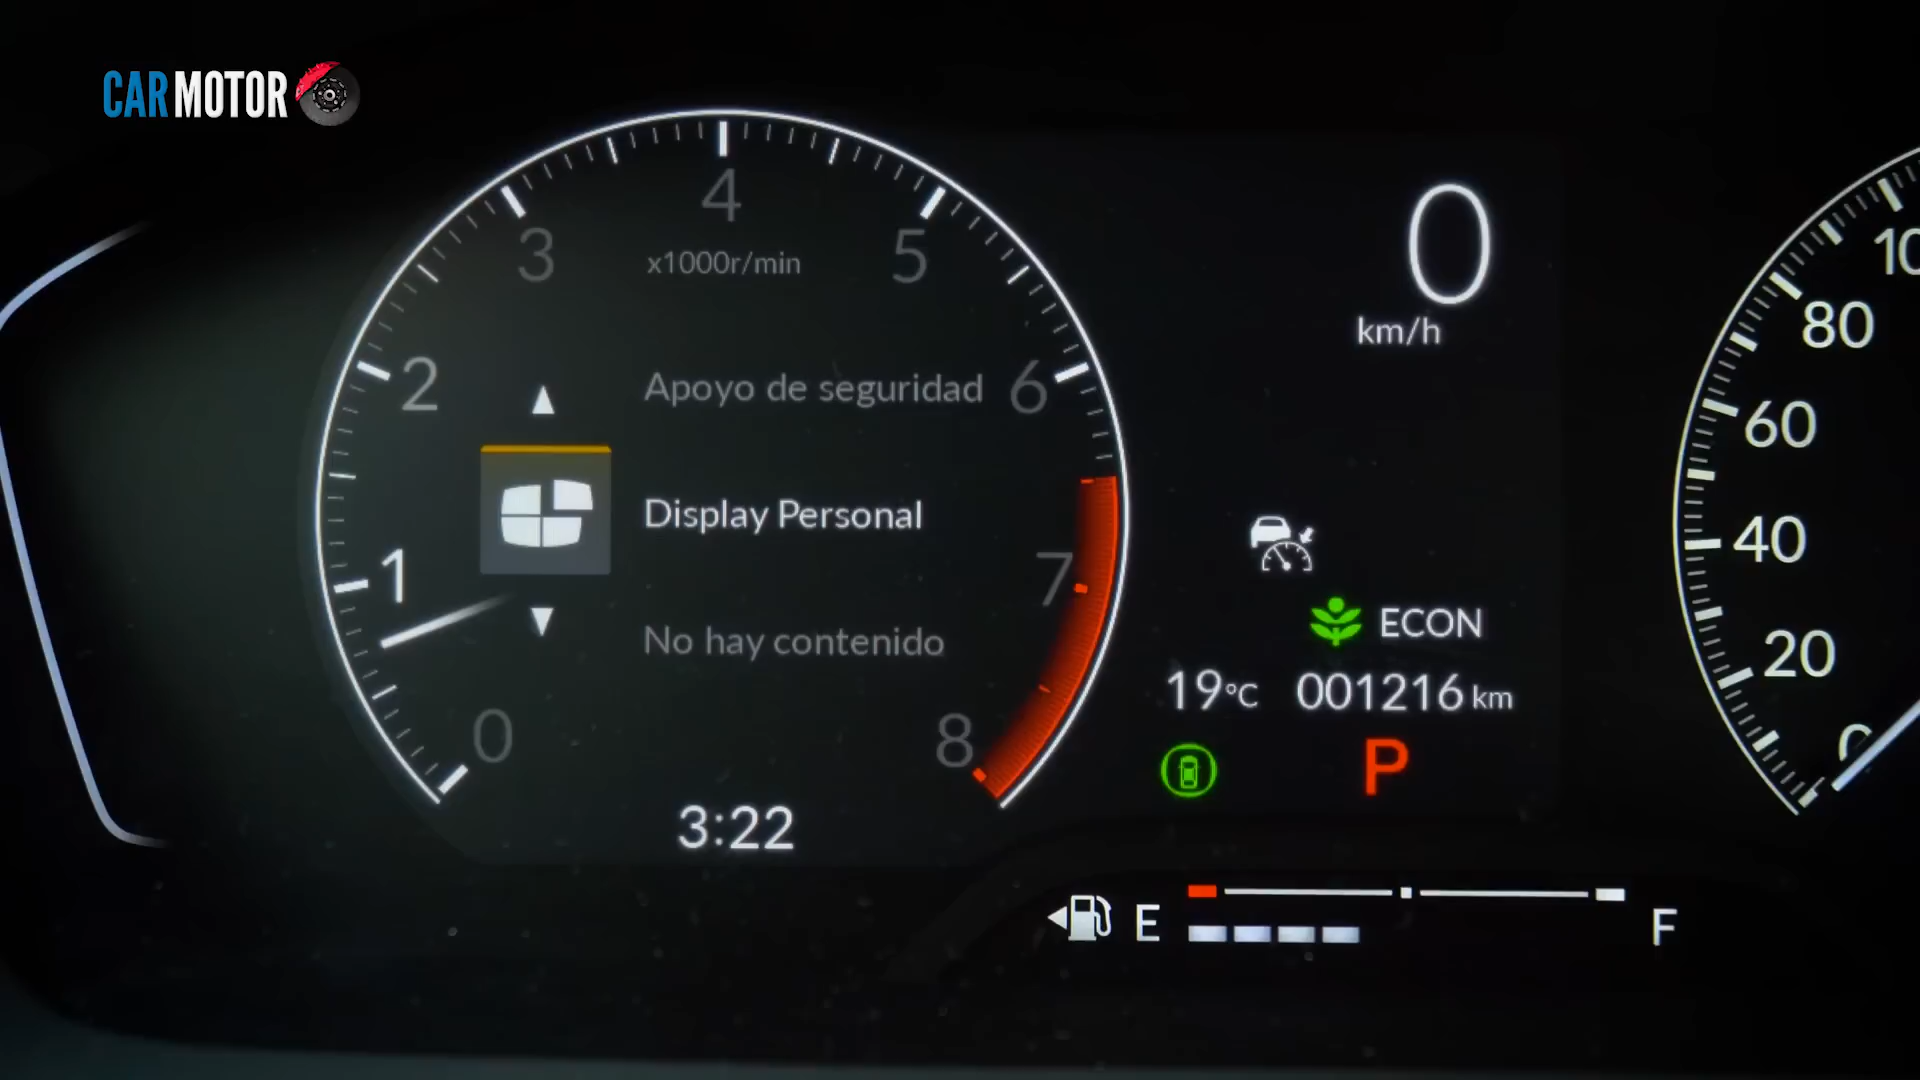 CARMOTOR
4
3
5
x1000r/min
2
6
Apoyo de seguridad
Display Personal
1
7
No hay contenido
0
8
3:22
0
km/h
ECON
19°C 001216 km
P
E
F
80
60
40
20
0